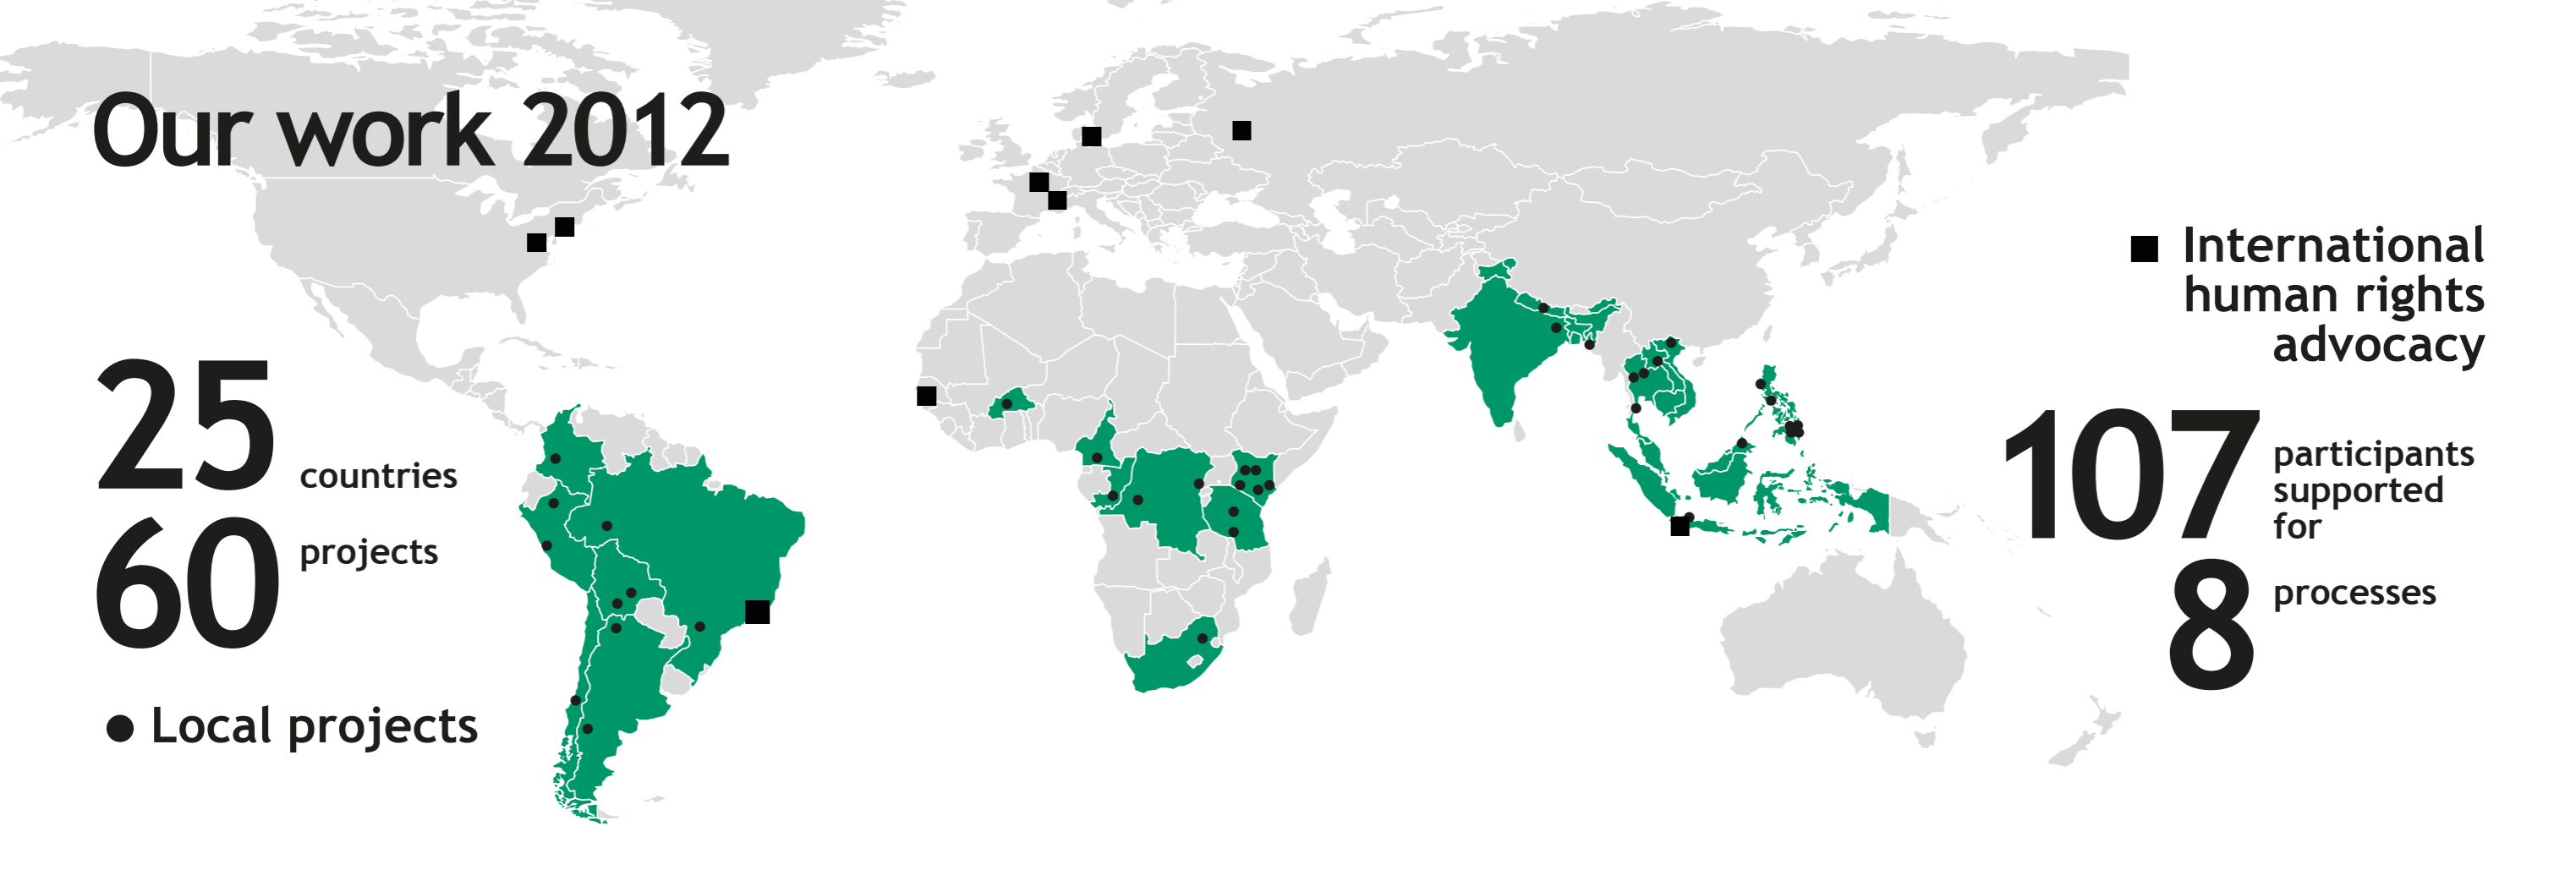 Our work 2012
25 countries
60 projects
Local projects
International
human rights
advocacy
107 participants
supported
for
8 processes